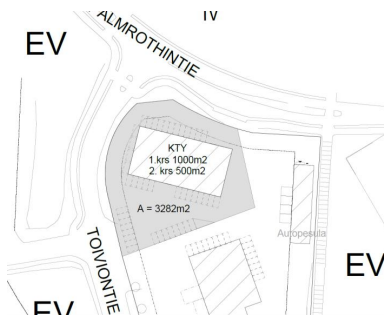 IV
EV
ALMROTHINTIE
KTY
1.krs 1000m2
2. krs 500m2
A = 3282m2
TOIVIONTIE
Autopesula
EV
EV